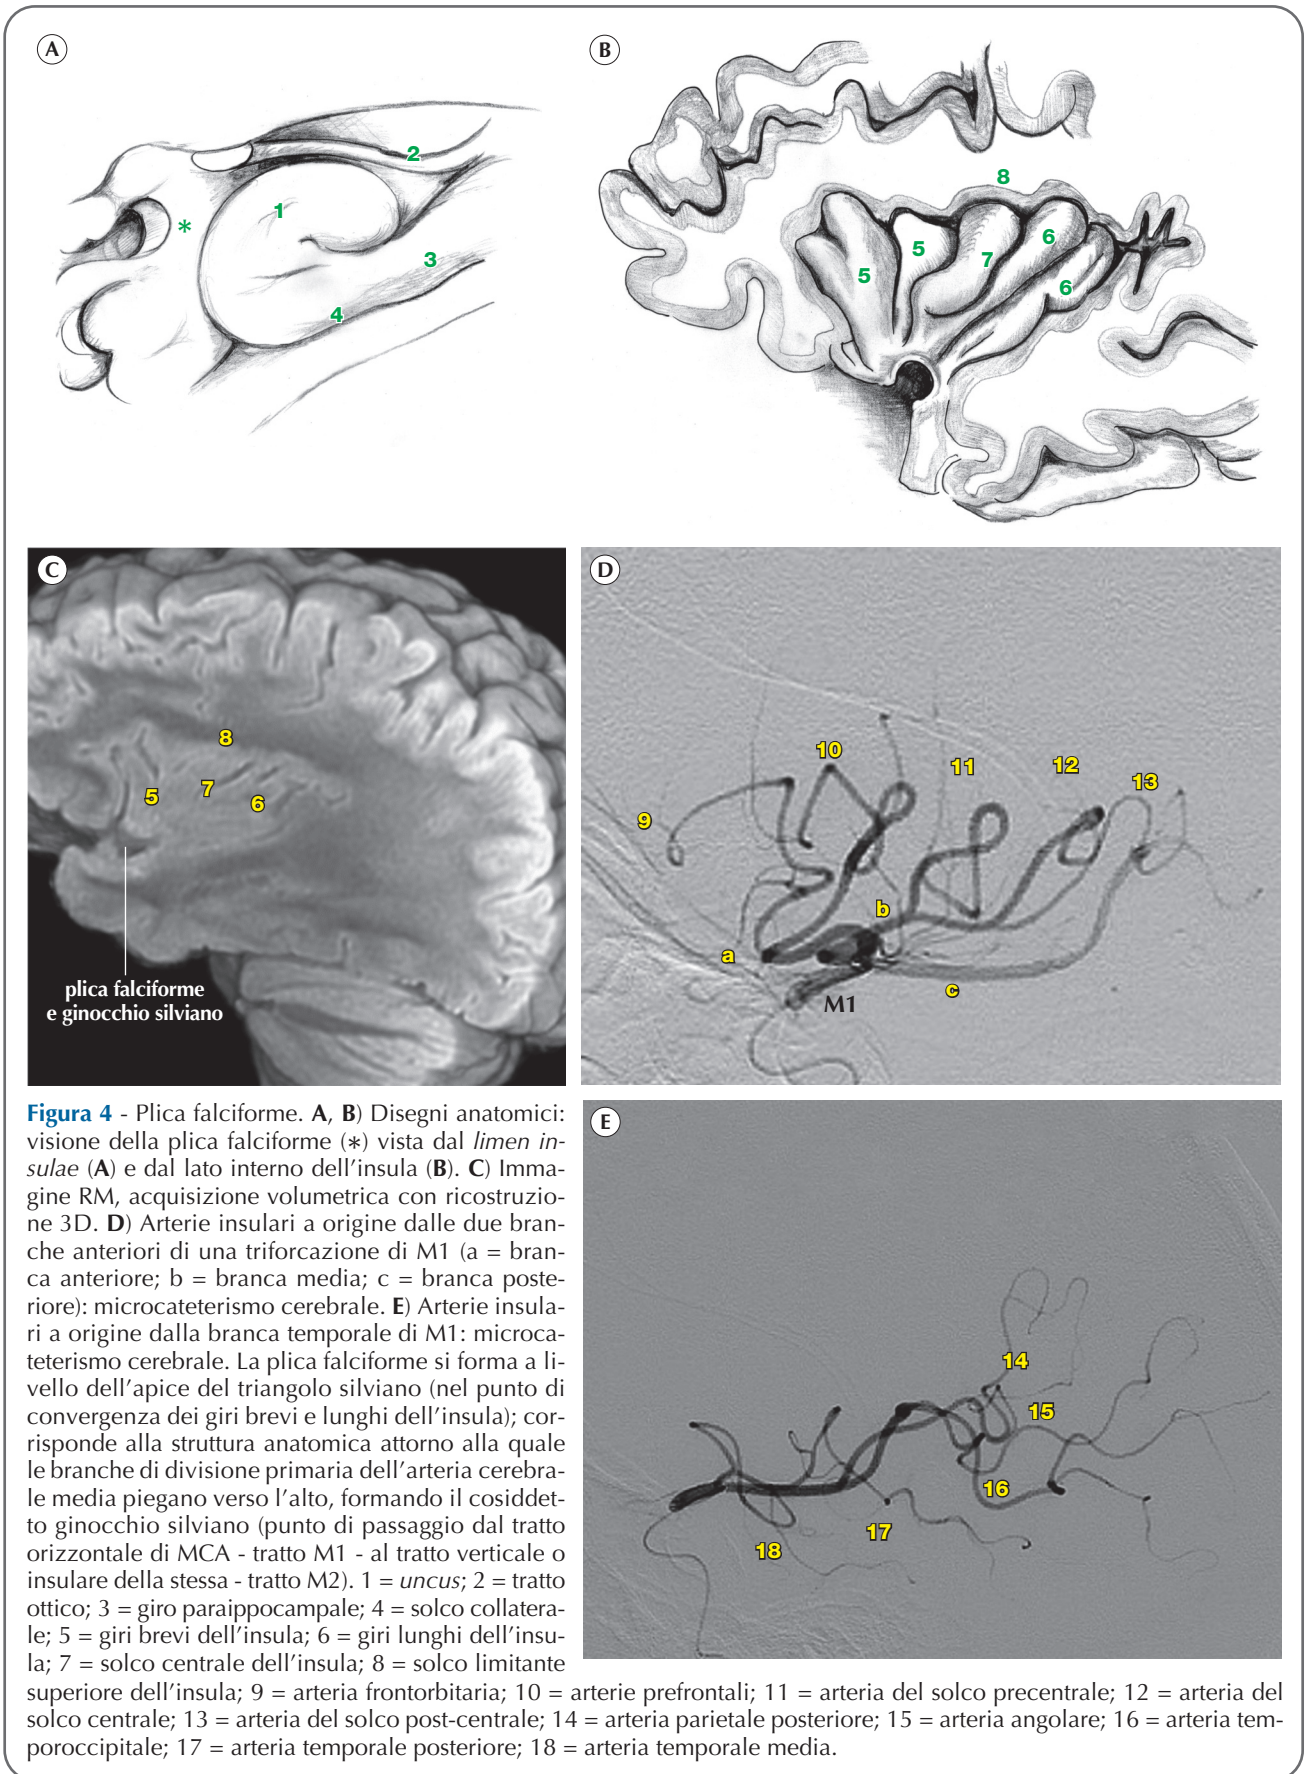 A
B
2
1
*
3
4
8
5
5
7
6
6
C
8
5
7
6
plica falciforme
e ginocchio silviano
D
10
11
12
13
9
b
a
c
M1
Figura 4 - Plica falciforme. A, B) Disegni anatomici:
visione della plica falciforme (*) vista dal limen in-
sulae (A) e dal lato interno dell'insula (B). C) Imma-
gine RM, acquisizione volumetrica con ricostruzio-
ne 3D. D) Arterie insulari a origine dalle due bran-
che anteriori di una triforcazione di M1 (a = bran-
ca anteriore; b = branca media; c = branca poste-
riore): microcateterismo cerebrale. E) Arterie insula-
ri a origine dalla branca temporale di M1: microca-
teterismo cerebrale. La plica falciforme si forma a li-
vello dell'apice del triangolo silviano (nel punto di
convergenza dei giri brevi e lunghi dell'insula); cor-
risponde alla struttura anatomica attorno alla quale
le branche di divisione primaria dell'arteria cerebra-
le media piegano verso l'alto, formando il cosiddet-
to ginocchio silviano (punto di passaggio dal tratto
orizzontale di MCA - tratto M1 - al tratto verticale o
insulare della stessa - tratto M2). 1 = uncus; 2 = tratto
ottico; 3 = giro paraippocampale; 4 = solco collatera-
le; 5 = giri brevi dell'insula; 6 = giri lunghi dell'insu-
la; 7 = solco centrale dell'insula; 8 = solco limitante
superiore dell'insula; 9 = arteria frontorbitaria; 10 = arterie prefrontali; 11 = arteria del solco precentrale; 12 = arteria del
solco centrale; 13 = arteria del solco post-centrale; 14 = arteria parietale posteriore; 15 = arteria angolare; 16 = arteria tem-
poroccipitale; 17 = arteria temporale posteriore; 18 = arteria temporale media.
E
14
15
16
17
18